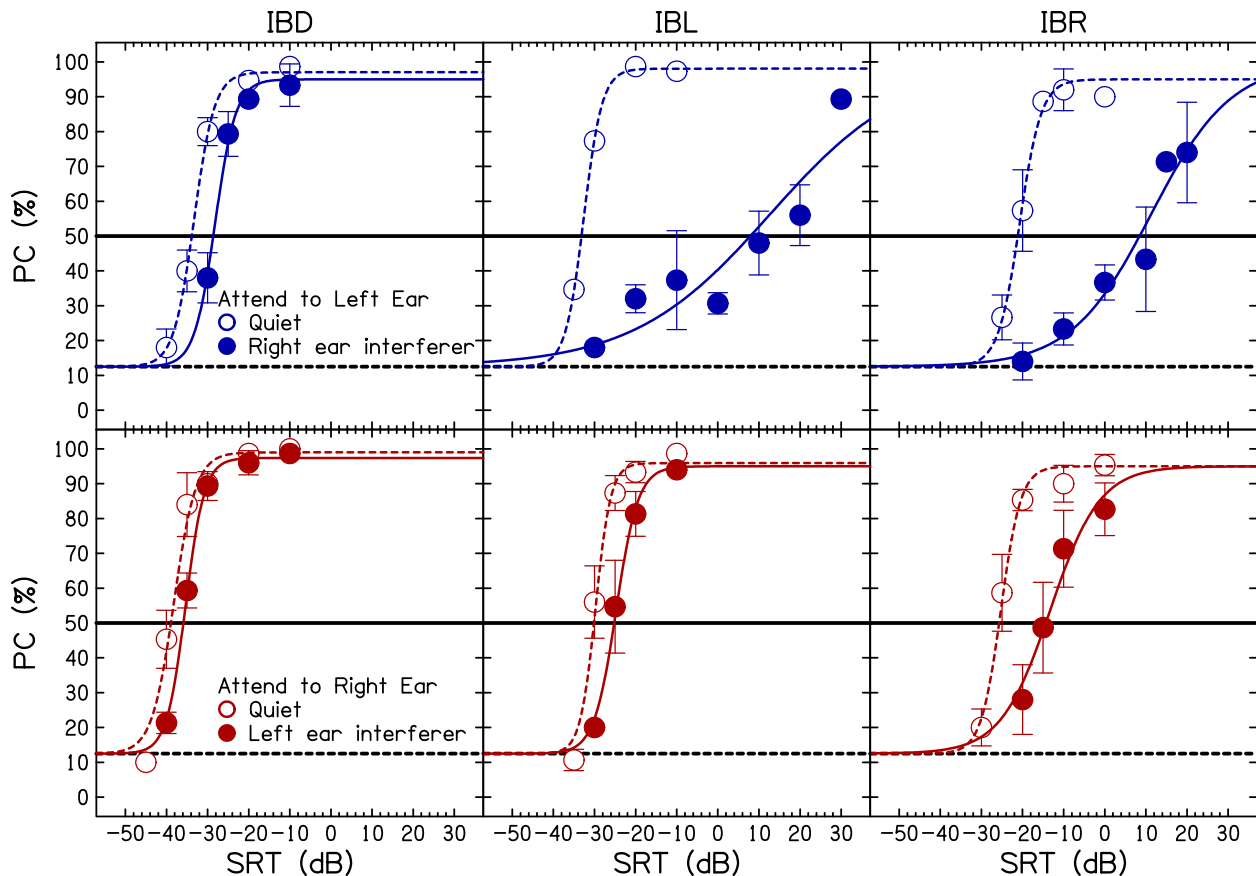 IBD IBL IBR
PC (%)
100
90
80
70
60
50
40
30
20
10
0
Attend to Left Ear
Quiet
Right ear interferer
PC (%)
100
90
80
70
60
50
40
30
20
10
0
Attend to Right Ear
Quiet
Left ear interferer
−50 −40 −30 −20 −10 0 10 20 30 −50 −40 −30 −20 −10 0 10 20 30 −50 −40 −30 −20 −10 0 10 20 30
SRT (dB) SRT (dB) SRT (dB)